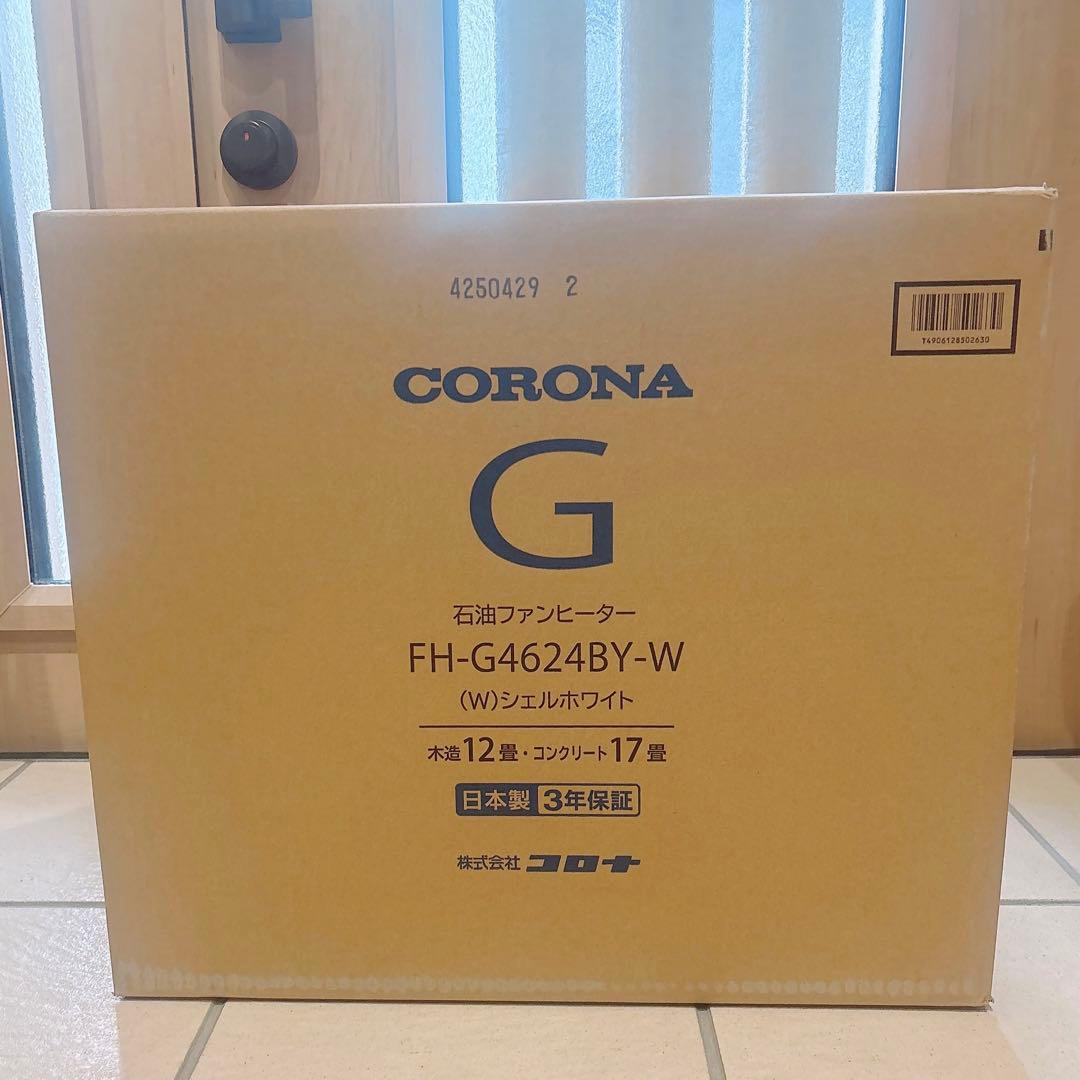 4250429 2
T4906128502630
CORONA
G
石油ファンヒーター
FH-G4624BY-W
(W)シェルホワイト
木造12畳・コンクリート17畳
日本製 3年保証
株式会社 コロナ